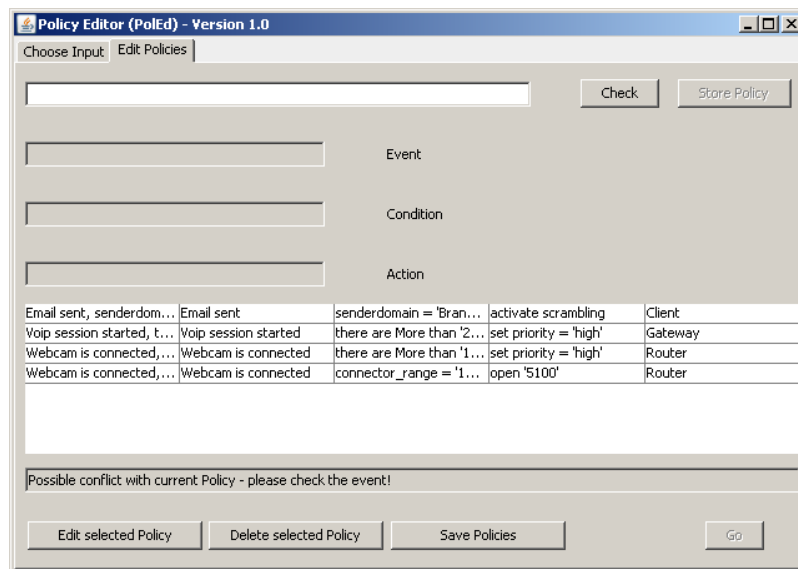 Policy Editor (PolEd) - Version 1.0
Choose Input Edit Policies
Check Store Policy
Event
Condition
Action
Email sent, senderdom... Email sent senderdomain = 'Bran... activate scrambling Client
Voip session started, t... Voip session started there are More than '2... set priority = 'high' Gateway
Webcam is connected,... Webcam is connected there are More than '1... set priority = 'high' Router
Webcam is connected,... Webcam is connected connector_range = '1... open '5100' Router
Possible conflict with current Policy - please check the event!
Edit selected Policy Delete selected Policy Save Policies Go